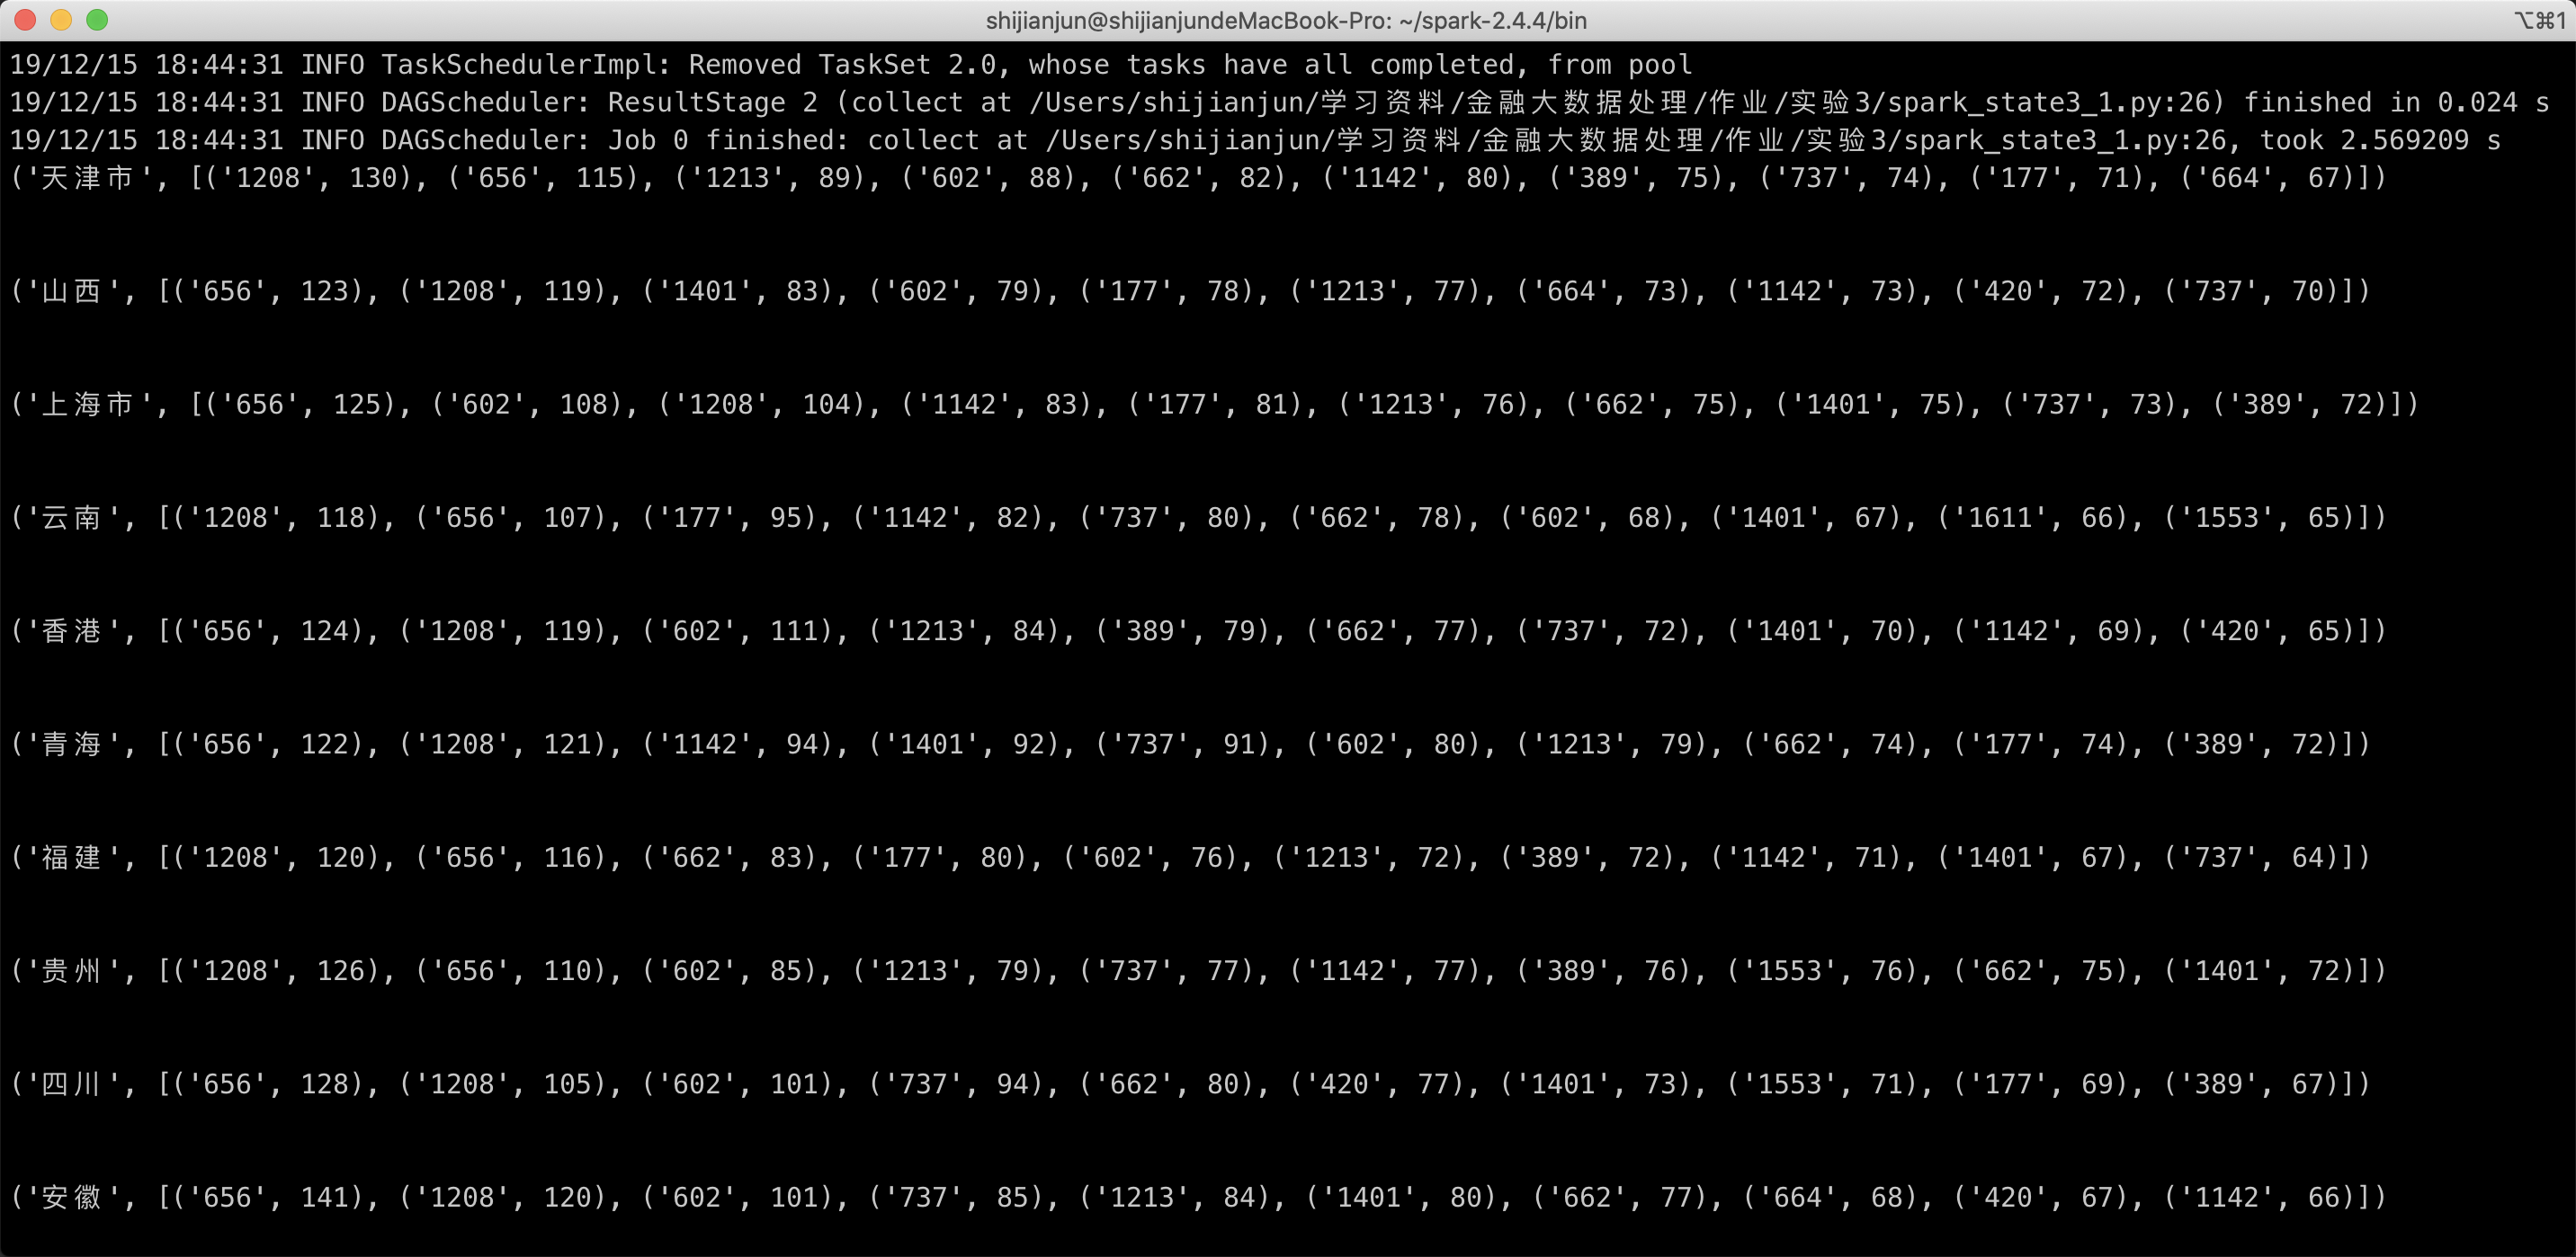 shijianjun@shijianjundeMacBook-Pro: ~/spark-2.4.4/bin ⌥⌘1
19/12/15 18:44:31 INFO TaskSchedulerImpl: Removed TaskSet 2.0, whose tasks have all completed, from pool
19/12/15 18:44:31 INFO DAGScheduler: ResultStage 2 (collect at /Users/shijianjun/学习资料/金融大数据处理/作业/实验3/spark_state3_1.py:26) finished in 0.024 s
19/12/15 18:44:31 INFO DAGScheduler: Job 0 finished: collect at /Users/shijianjun/学习资料/金融大数据处理/作业/实验3/spark_state3_1.py:26, took 2.569209 s
('天津市', [('1208', 130), ('656', 115), ('1213', 89), ('602', 88), ('662', 82), ('1142', 80), ('389', 75), ('737', 74), ('177', 71), ('664', 67)])
('山西', [('656', 123), ('1208', 119), ('1401', 83), ('602', 79), ('177', 78), ('1213', 77), ('664', 73), ('1142', 73), ('420', 72), ('737', 70)])
('上海市', [('656', 125), ('602', 108), ('1208', 104), ('1142', 83), ('177', 81), ('1213', 76), ('662', 75), ('1401', 75), ('737', 73), ('389', 72)])
('云南', [('1208', 118), ('656', 107), ('177', 95), ('1142', 82), ('737', 80), ('662', 78), ('602', 68), ('1401', 67), ('1611', 66), ('1553', 65)])
('香港', [('656', 124), ('1208', 119), ('602', 111), ('1213', 84), ('389', 79), ('662', 77), ('737', 72), ('1401', 70), ('1142', 69), ('420', 65)])
('青海', [('656', 122), ('1208', 121), ('1142', 94), ('1401', 92), ('737', 91), ('602', 80), ('1213', 79), ('662', 74), ('177', 74), ('389', 72)])
('福建', [('1208', 120), ('656', 116), ('662', 83), ('177', 80), ('602', 76), ('1213', 72), ('389', 72), ('1142', 71), ('1401', 67), ('737', 64)])
('贵州', [('1208', 126), ('656', 110), ('602', 85), ('1213', 79), ('737', 77), ('1142', 77), ('389', 76), ('1553', 76), ('662', 75), ('1401', 72)])
('四川', [('656', 128), ('1208', 105), ('602', 101), ('737', 94), ('662', 80), ('420', 77), ('1401', 73), ('1553', 71), ('177', 69), ('389', 67)])
('安徽', [('656', 141), ('1208', 120), ('602', 101), ('737', 85), ('1213', 84), ('1401', 80), ('662', 77), ('664', 68), ('420', 67), ('1142', 66)])